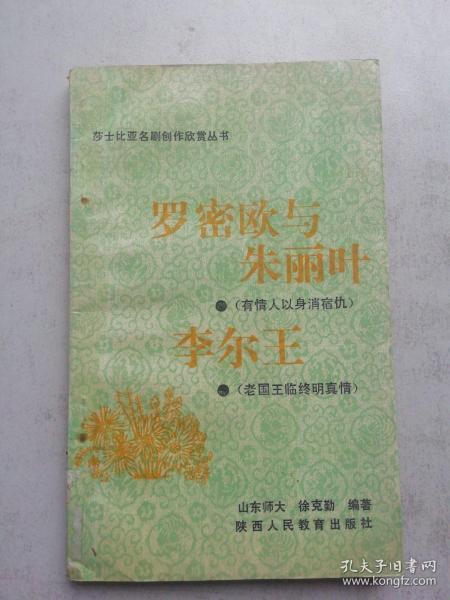 莎士比亚名剧创作欣赏丛书
罗密欧与
朱丽叶
（有情人以身消宿仇）
李尔王
（老国王临终明真情）
山东师大 徐克勤 编著
陕西人民教育出版社
孔夫子旧书网
www.kongfz.com